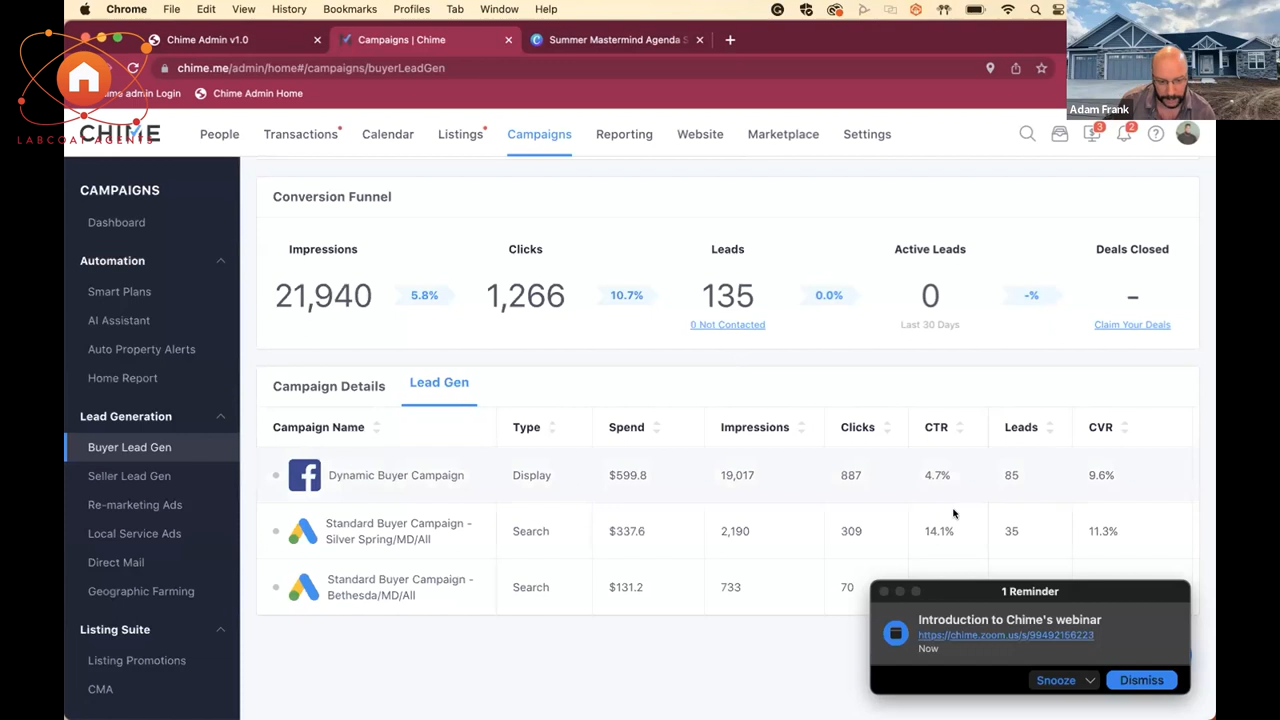 Chrome File Edit View History Bookmarks Profiles Tab Window Help
Chime Admin v1.0
Campaigns | Chime
Summer Mastermind Agenda S
chime.me/admin/home#/campaigns/buyerLeadGen
me admin Login
Chime Admin Home
Adam Frank
LABCOAT AGENTS
CHIME
People Transactions Calendar Listings Campaigns Reporting Website Marketplace Settings
3
2
CAMPAIGNS
Dashboard
Automation
Smart Plans
AI Assistant
Auto Property Alerts
Home Report
Lead Generation
Buyer Lead Gen
Seller Lead Gen
Re-marketing Ads
Local Service Ads
Direct Mail
Geographic Farming
Listing Suite
Listing Promotions
CMA
Conversion Funnel
Impressions Clicks Leads Active Leads Deals Closed
21,940 5.8% 1,266 10.7% 135 0.0% 0 -% –
0 Not Contacted Last 30 Days Claim Your Deals
Campaign Details Lead Gen
Campaign Name Type Spend Impressions Clicks CTR Leads CVR
Dynamic Buyer Campaign Display $599.8 19,017 887 4.7% 85 9.6%
Standard Buyer Campaign -
Silver Spring/MD/All
Search $337.6 2,190 309 14.1% 35 11.3%
Standard Buyer Campaign -
Bethesda/MD/All
Search $131.2 733 70
1 Reminder
Introduction to Chime's webinar
https://chime.zoom.us/s/99492156223
Now
Snooze Dismiss